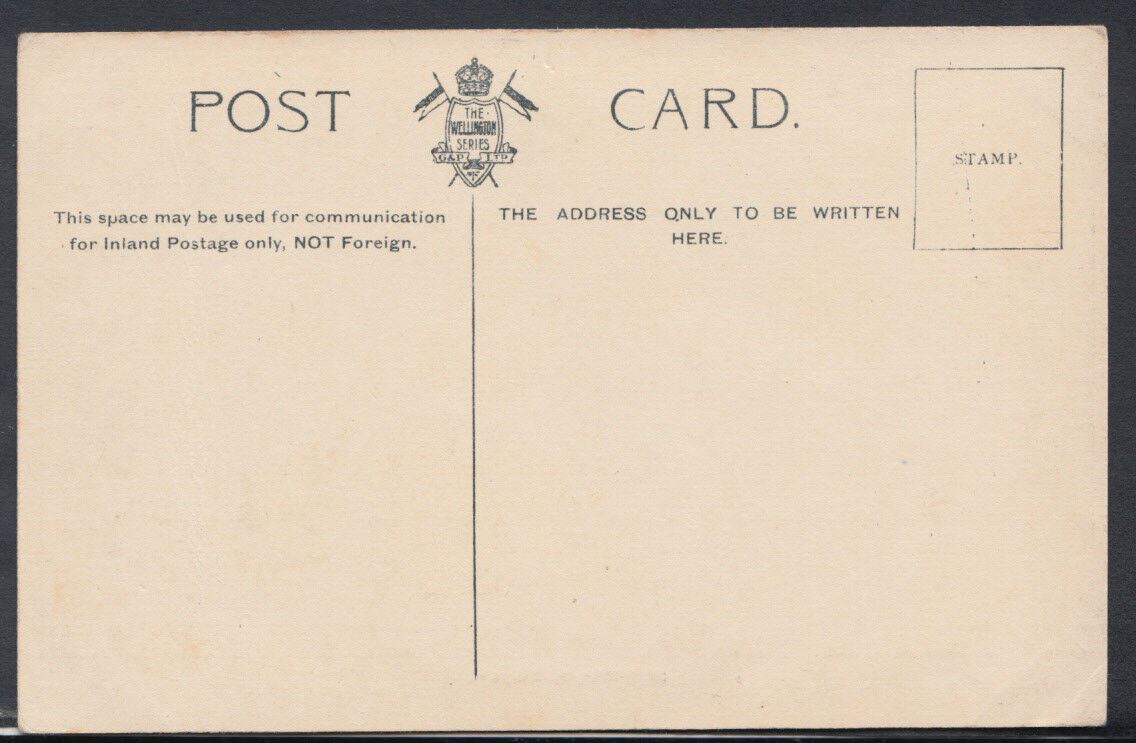 POST CARD.
THE
WELLINGTON
SERIES
G&P LTD
STAMP.
This space may be used for communication
for Inland Postage only, NOT Foreign.
THE ADDRESS ONLY TO BE WRITTEN
HERE.